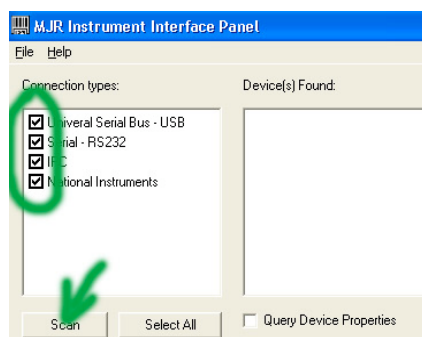 MJR Instrument Interface Panel
File Help
Connection types: Device(s) Found:
Univeral Serial Bus - USB
Serial - RS232
IPC
National Instruments
Scan Select All Query Device Properties